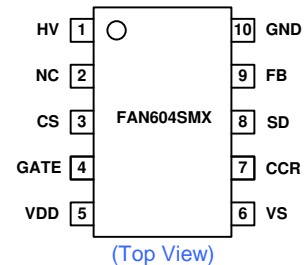 HV 1 10 GND
NC 2 9 FB
CS 3 FAN604SMX 8 SD
GATE 4 7 CCR
VDD 5 6 VS
(Top View)